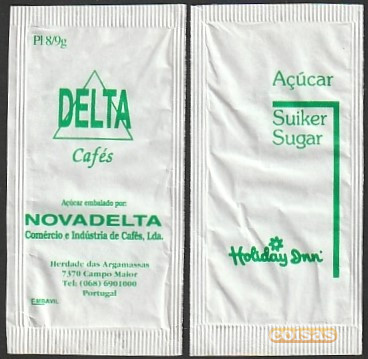 Pl 8/9g
DELTA
Cafés
Açúcar embalado por:
NOVADELTA
Comércio e Indústria de Cafés, Lda.
Herdade das Argamassas
7370 Campo Maior
Tel: (068) 6901000
Portugal
Açúcar
Suiker
Sugar
Holiday Inn
coisas